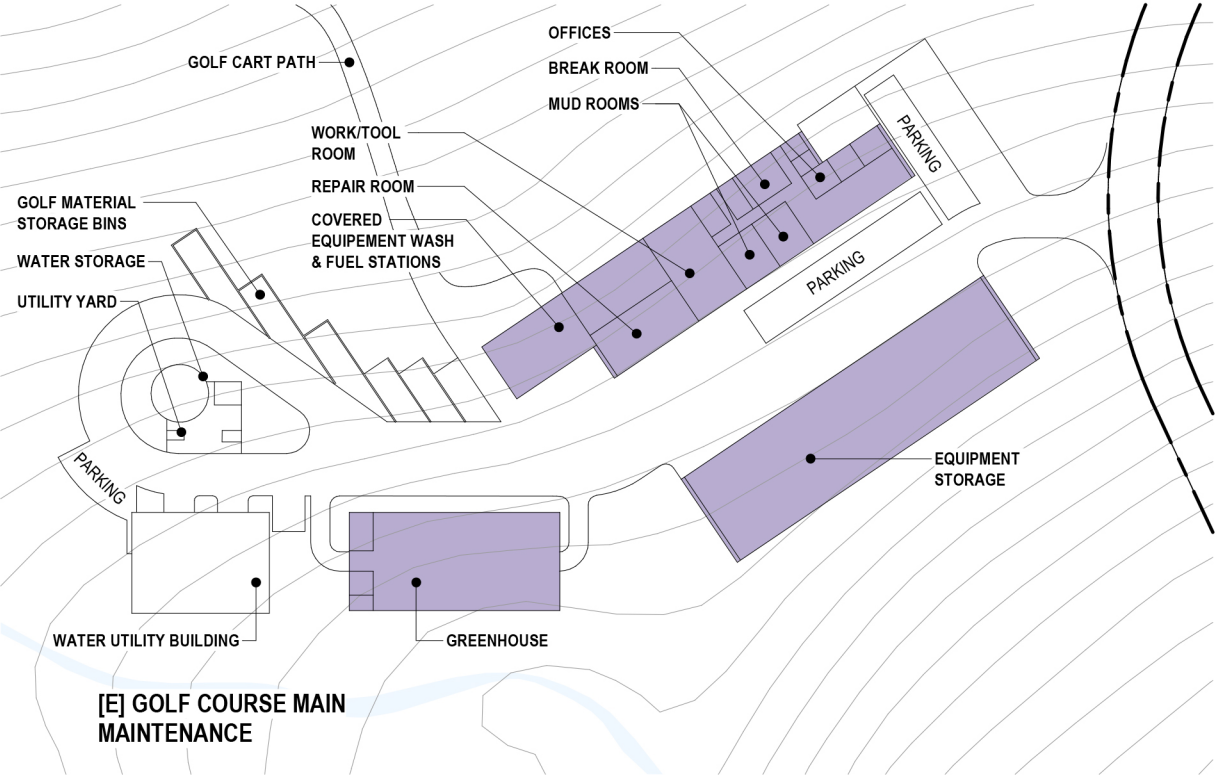 OFFICES
GOLF CART PATH
BREAK ROOM
MUD ROOMS
WORK/TOOL
ROOM
PARKING
REPAIR ROOM
GOLF MATERIAL
STORAGE BINS
COVERED
EQUIPEMENT WASH
& FUEL STATIONS
WATER STORAGE
PARKING
UTILITY YARD
PARKING
EQUIPMENT
STORAGE
WATER UTILITY BUILDING
GREENHOUSE
[E] GOLF COURSE MAIN
MAINTENANCE